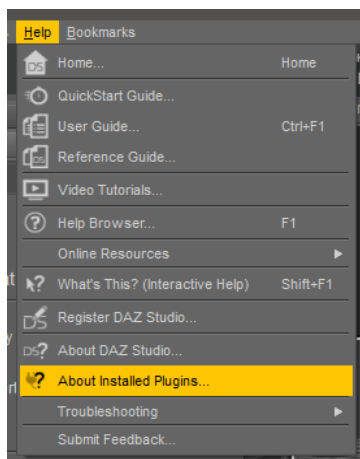 Help Bookmarks
Home... Home
QuickStart Guide...
User Guide... Ctrl+F1
Reference Guide...
Video Tutorials...
Help Browser... F1
Online Resources
What's This? (Interactive Help) Shift+F1
Register DAZ Studio...
About DAZ Studio...
About Installed Plugins...
Troubleshooting
Submit Feedback...